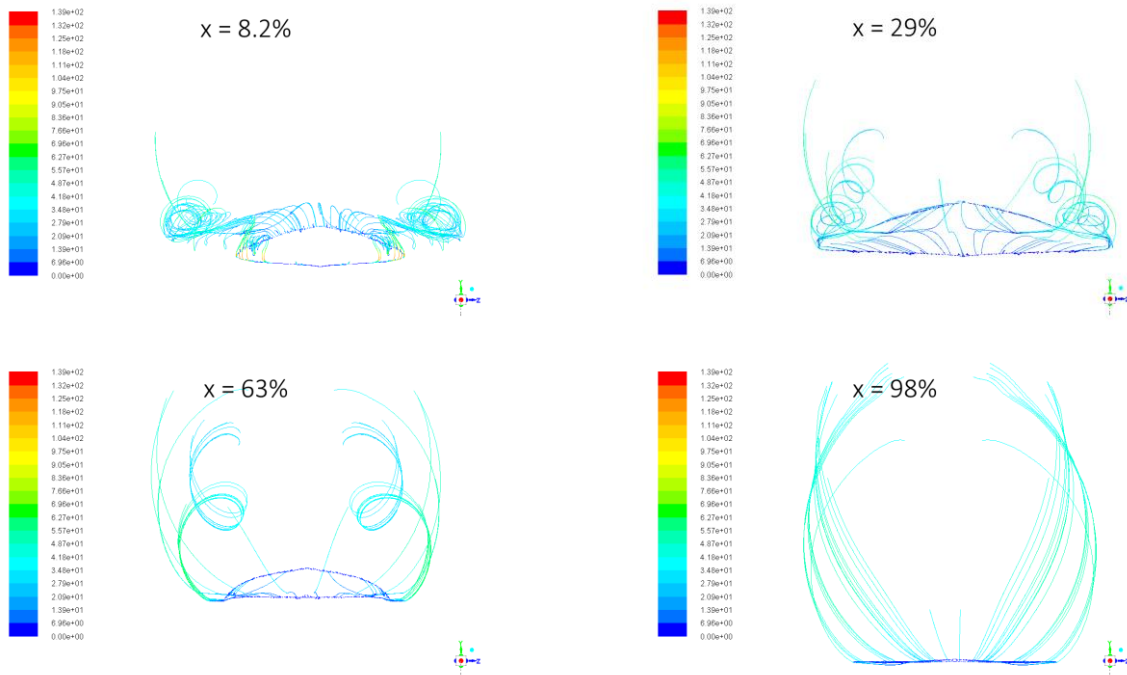 x = 8.2%
1.39e+02
1.32e+02
1.25e+02
1.18e+02
1.11e+02
1.04e+02
9.75e+01
9.05e+01
8.36e+01
7.66e+01
6.96e+01
6.27e+01
5.57e+01
4.87e+01
4.18e+01
3.48e+01
2.79e+01
2.09e+01
1.39e+01
6.96e+00
0.00e+00
Y
Z
x = 29%
1.39e+02
1.32e+02
1.25e+02
1.18e+02
1.11e+02
1.04e+02
9.75e+01
9.05e+01
8.36e+01
7.66e+01
6.96e+01
6.27e+01
5.57e+01
4.87e+01
4.18e+01
3.48e+01
2.79e+01
2.09e+01
1.39e+01
6.96e+00
0.00e+00
Y
Z
x = 63%
1.39e+02
1.32e+02
1.25e+02
1.18e+02
1.11e+02
1.04e+02
9.75e+01
9.05e+01
8.36e+01
7.66e+01
6.96e+01
6.27e+01
5.57e+01
4.87e+01
4.18e+01
3.48e+01
2.79e+01
2.09e+01
1.39e+01
6.96e+00
0.00e+00
Y
Z
x = 98%
1.39e+02
1.32e+02
1.25e+02
1.18e+02
1.11e+02
1.04e+02
9.75e+01
9.05e+01
8.36e+01
7.66e+01
6.96e+01
6.27e+01
5.57e+01
4.87e+01
4.18e+01
3.48e+01
2.79e+01
2.09e+01
1.39e+01
6.96e+00
0.00e+00
Y
Z